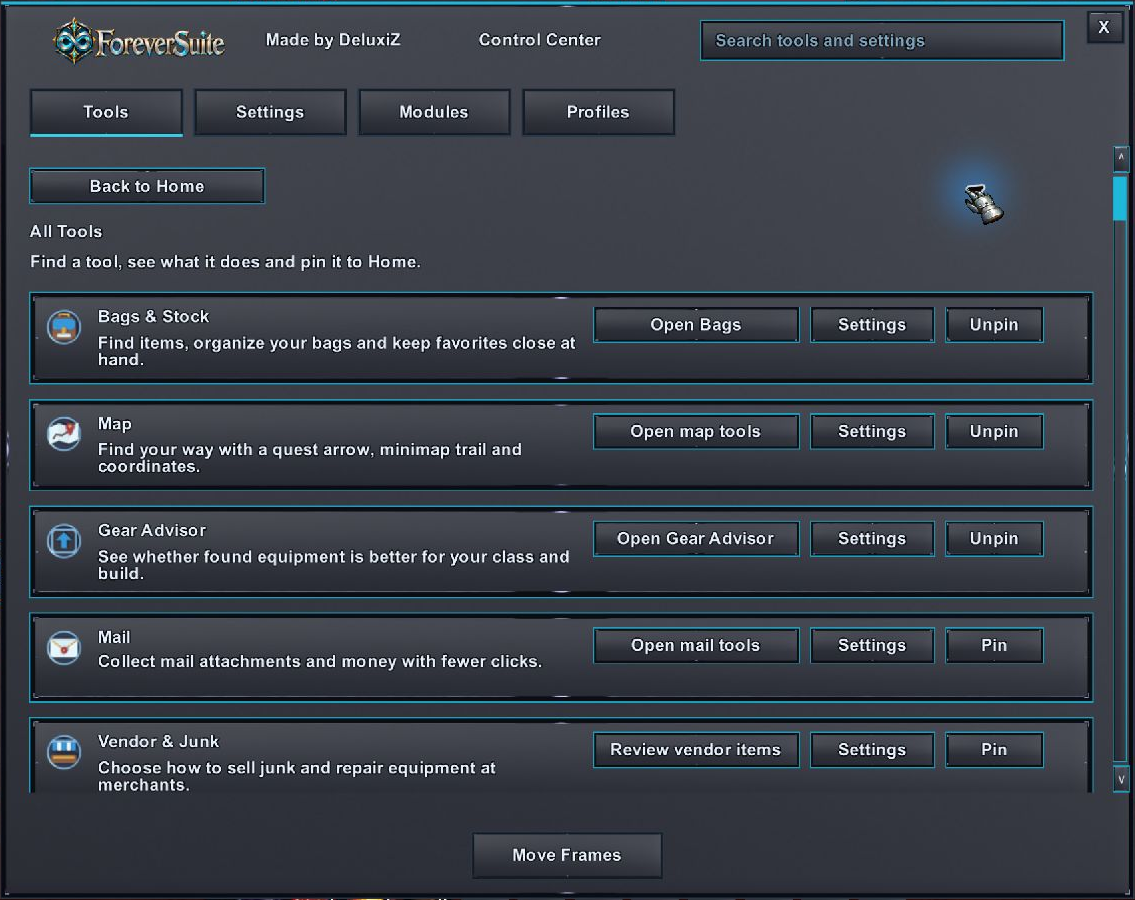 ForeverSuite
Made by DeluxiZ
Control Center
Search tools and settings
X
Tools
Settings
Modules
Profiles
Back to Home
All Tools
Find a tool, see what it does and pin it to Home.
Bags & Stock
Find items, organize your bags and keep favorites close at
hand.
Open Bags
Settings
Unpin
Map
Find your way with a quest arrow, minimap trail and
coordinates.
Open map tools
Settings
Unpin
Gear Advisor
See whether found equipment is better for your class and
build.
Open Gear Advisor
Settings
Unpin
Mail
Collect mail attachments and money with fewer clicks.
Open mail tools
Settings
Pin
Vendor & Junk
Choose how to sell junk and repair equipment at
merchants.
Review vendor items
Settings
Pin
Move Frames